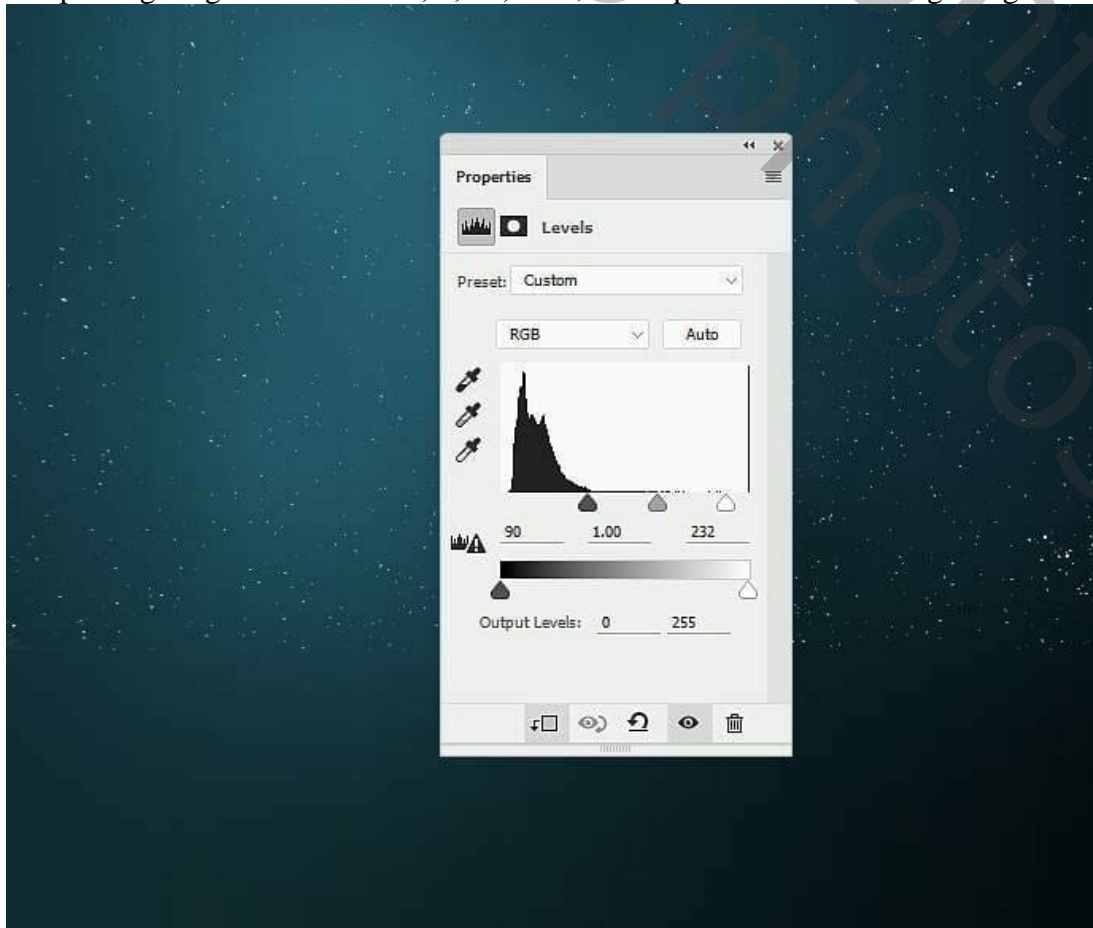 Properties
Levels
Preset: Custom
RGB
Auto
90 1.00 232
Output Levels: 0 255